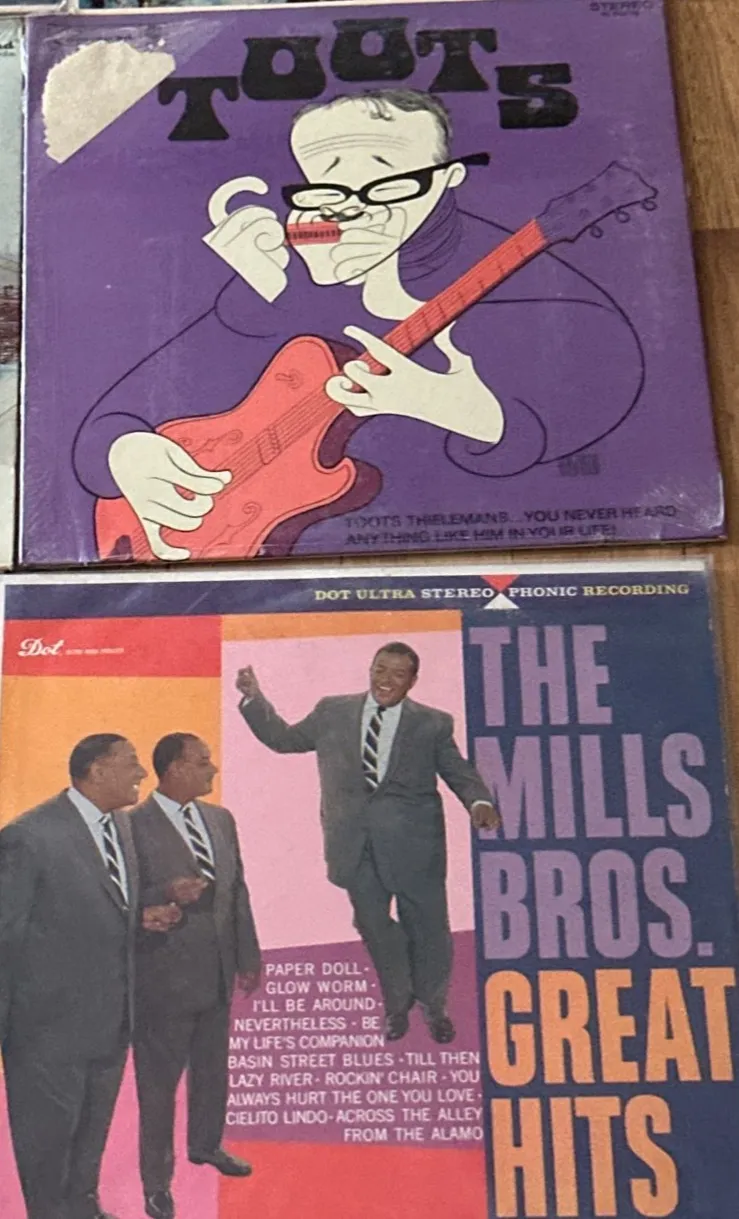 STEREO
TOOTS
TOOTS THIELEMANS...YOU NEVER HEARD
ANYTHING LIKE HIM IN YOUR LIFE!
DOT ULTRA STEREO PHONIC RECORDING
Dot
THE
MILLS
BROS.
GREAT
HITS
PAPER DOLL·
GLOW WORM·
I'LL BE AROUND·
NEVERTHELESS · BE
MY LIFE'S COMPANION
BASIN STREET BLUES · TILL THEN
LAZY RIVER · ROCKIN' CHAIR · YOU
ALWAYS HURT THE ONE YOU LOVE·
CIELITO LINDO · ACROSS THE ALLEY
FROM THE ALAMO